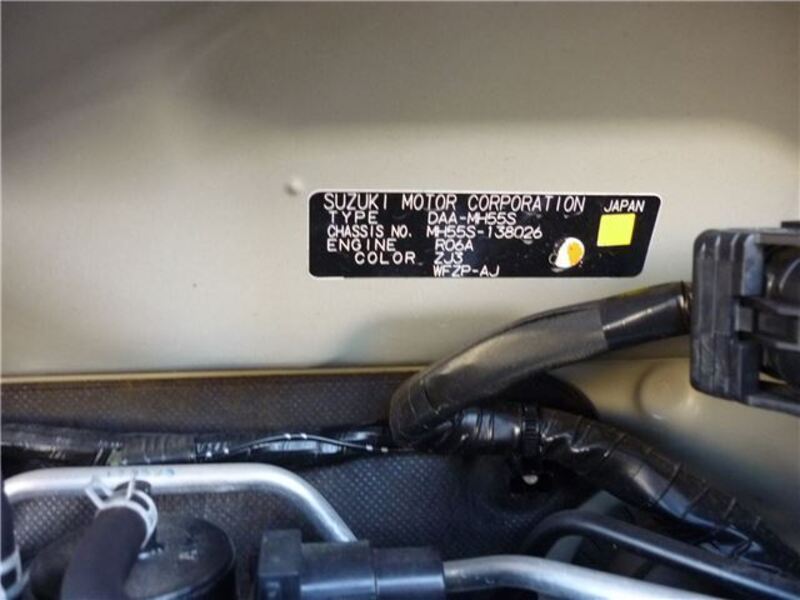 SUZUKI MOTOR CORPORATION JAPAN
TYPE DAA-MH55S
CHASSIS NO. MH55S-138026
ENGINE R06A
COLOR ZJ3
WFZP-AJ